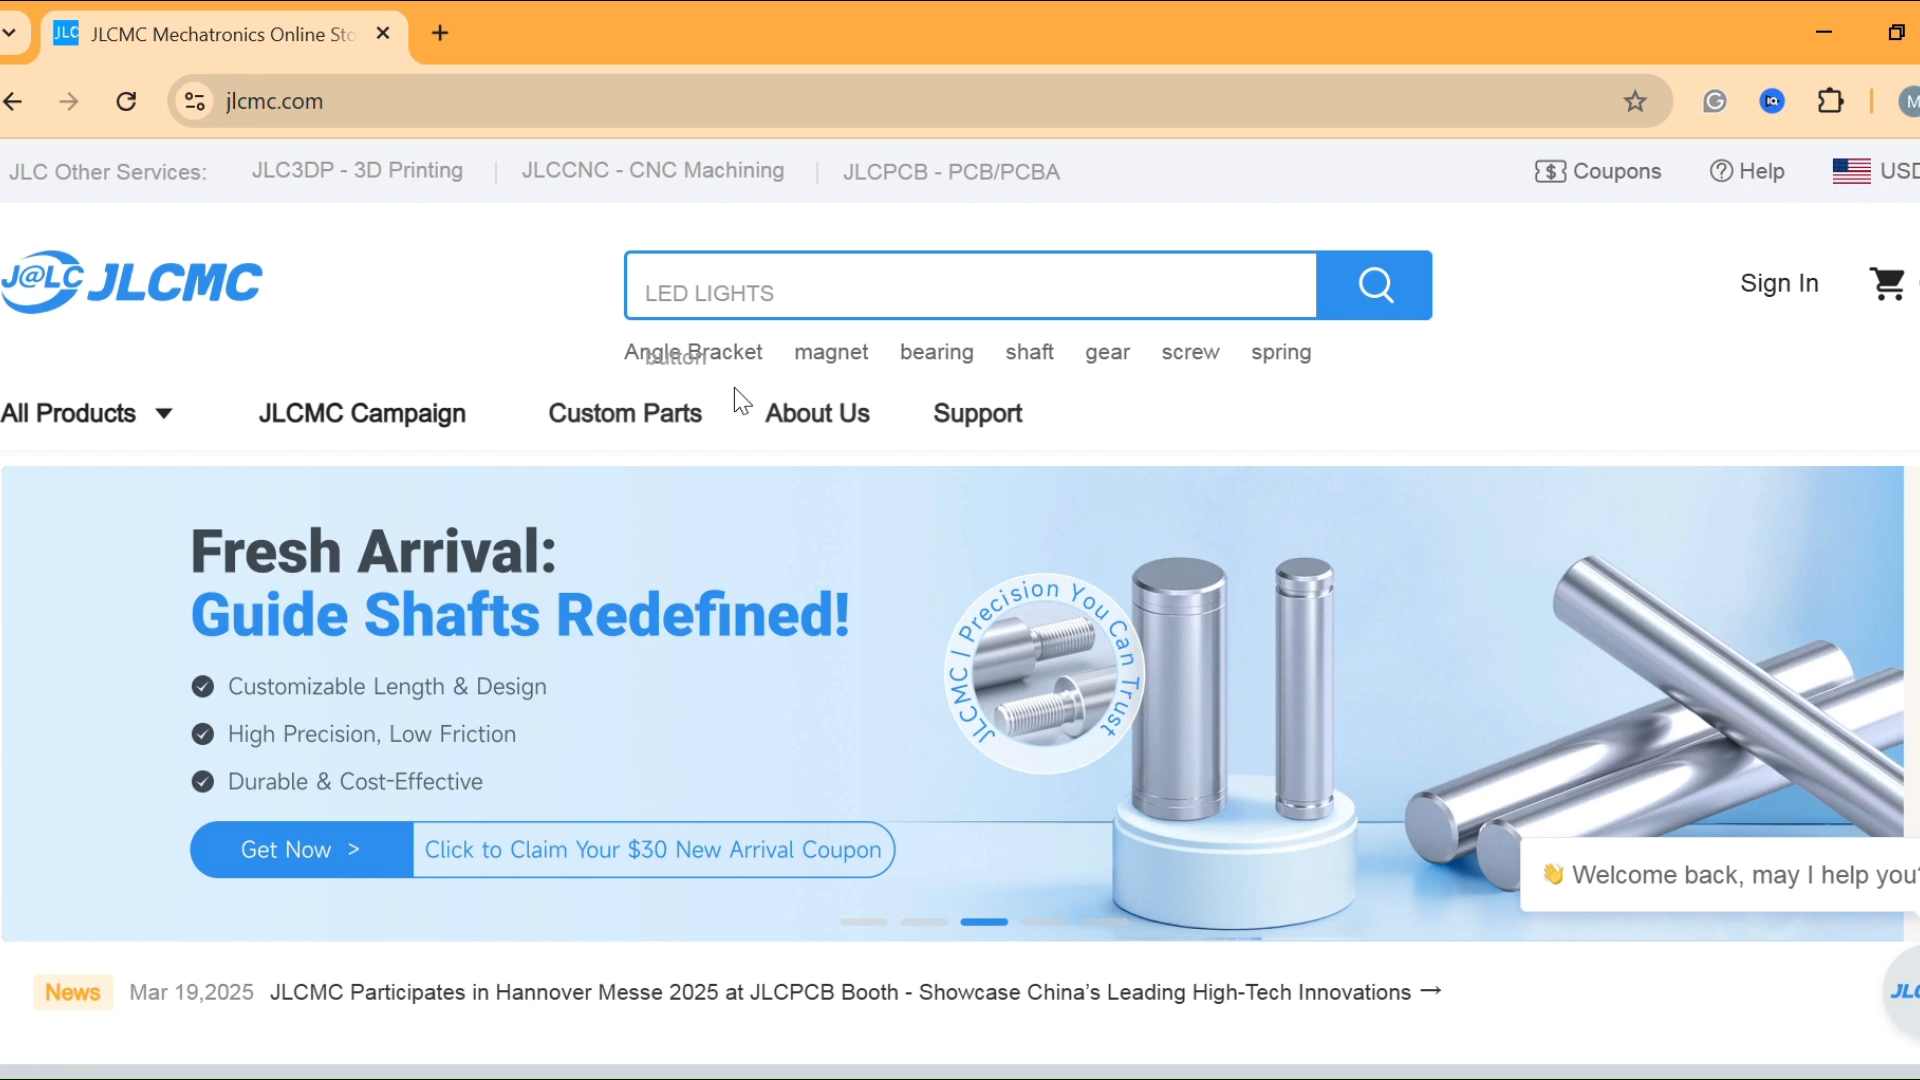 JLC JLCMC Mechatronics Online Sto
jlcmc.com
JLC Other Services: JLC3DP - 3D Printing JLCCNC - CNC Machining JLCPCB - PCB/PCBA Coupons Help USD
J@LC JLCMC
LED LIGHTS
Sign In
button
Angle Bracket magnet bearing shaft gear screw spring
All Products JLCMC Campaign Custom Parts About Us Support
Fresh Arrival:
Guide Shafts Redefined!
Customizable Length & Design
High Precision, Low Friction
Durable & Cost-Effective
Get Now > Click to Claim Your $30 New Arrival Coupon
JLCMC | Precision You Can Trust
👋 Welcome back, may I help you?
News Mar 19,2025 JLCMC Participates in Hannover Messe 2025 at JLCPCB Booth - Showcase China’s Leading High-Tech Innovations →
JLC